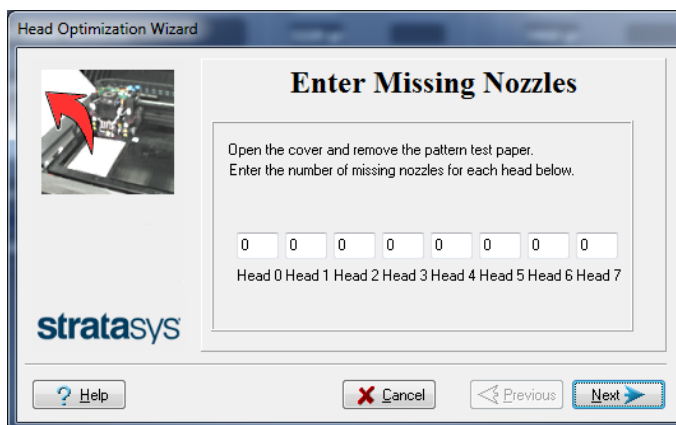 Head Optimization Wizard
Enter Missing Nozzles
Open the cover and remove the pattern test paper.
Enter the number of missing nozzles for each head below.
0 0 0 0 0 0 0 0
Head 0 Head 1 Head 2 Head 3 Head 4 Head 5 Head 6 Head 7
stratasys
? Help Cancel Previous Next